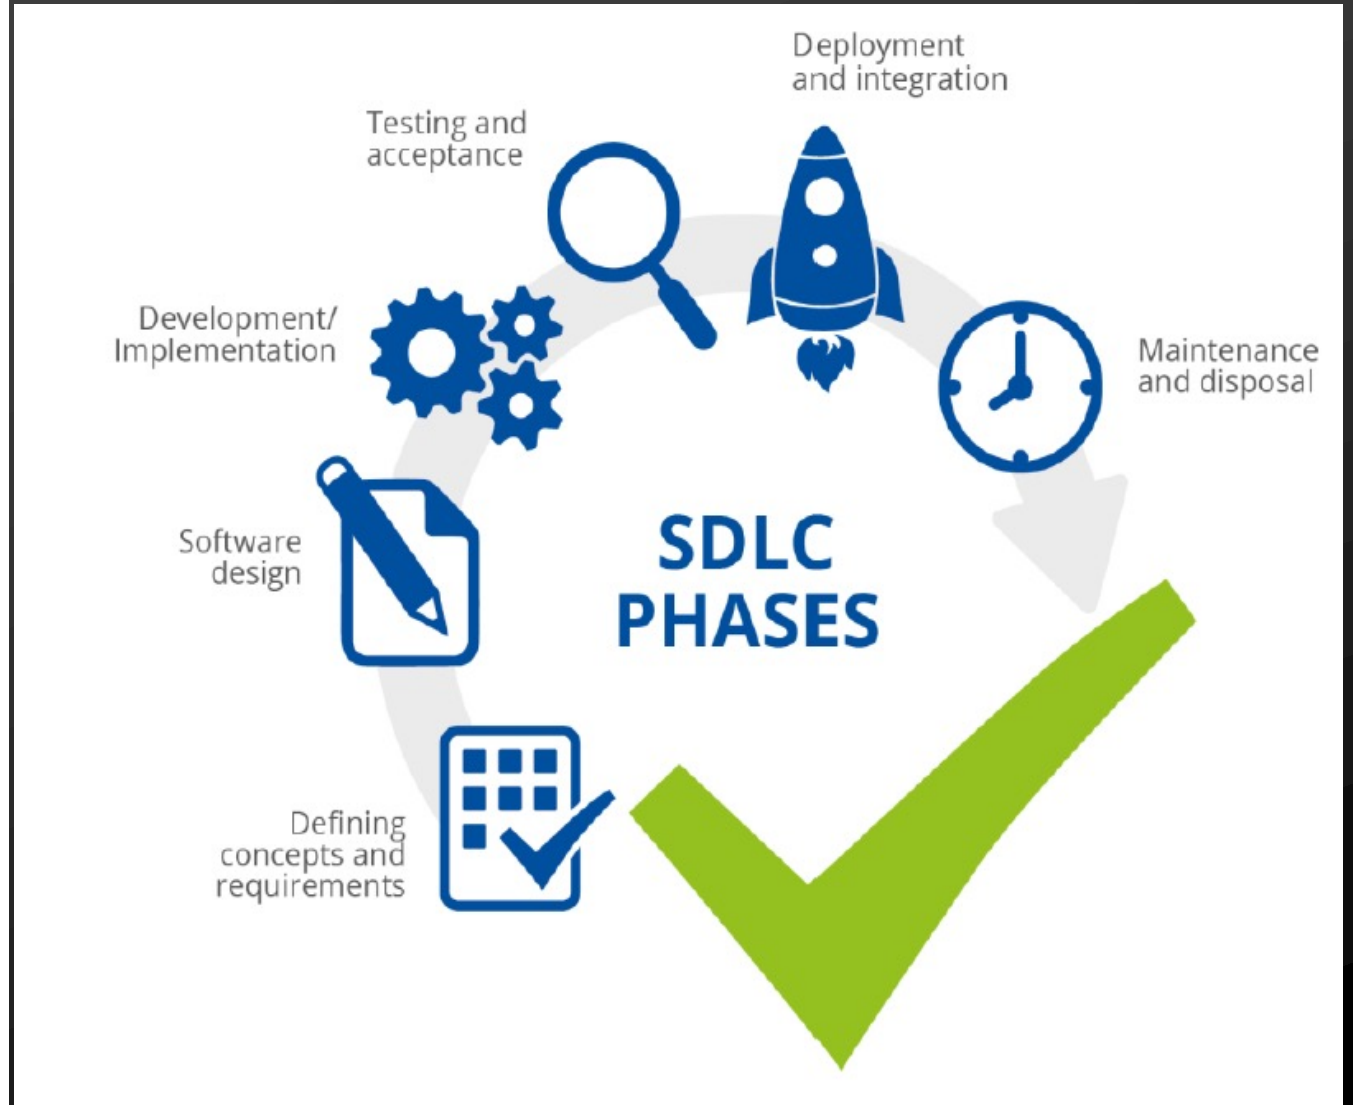 Deployment
and integration
Testing and
acceptance
Development/
Implementation
Maintenance
and disposal
SDLC
PHASES
Software
design
Defining
concepts and
requirements